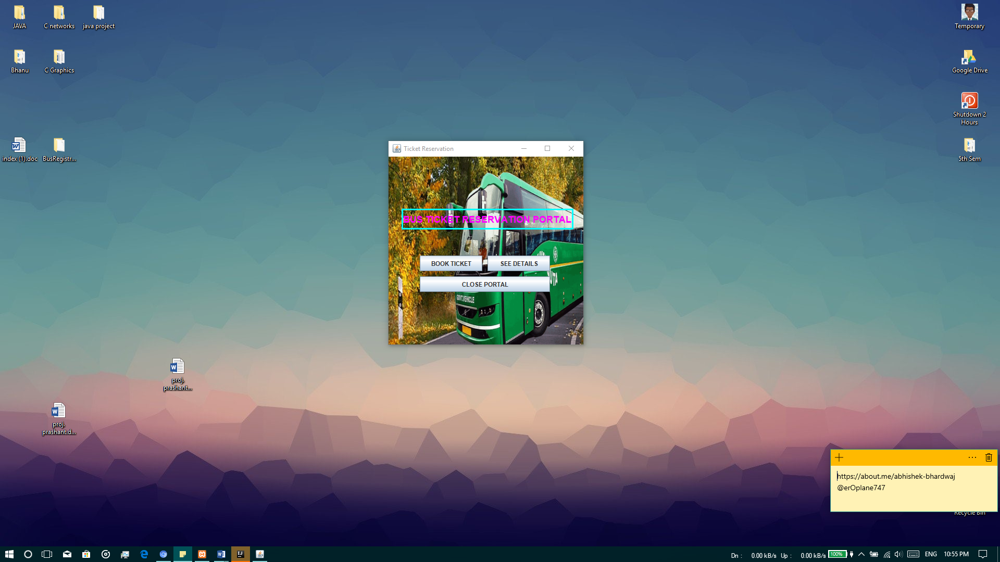 JAVA
C networks
java project
Temporary
Bhanu
C Graphics
Google Drive
Shutdown 2
Hours
index (1).doc
BusRegistr...
5th Sem
Ticket Reservation
BUS TICKET RESERVATION PORTAL
BOOK TICKET
SEE DETAILS
CLOSE PORTAL
UTA
GOVT.VEHICLE
proj.
prashant...
proj.
prashant.d...
https://about.me/abhishek-bhardwaj
@erOplane747
Recycle Bin
Dn : 0.00 kB/s Up : 0.00 kB/s 100% ENG 10:55 PM